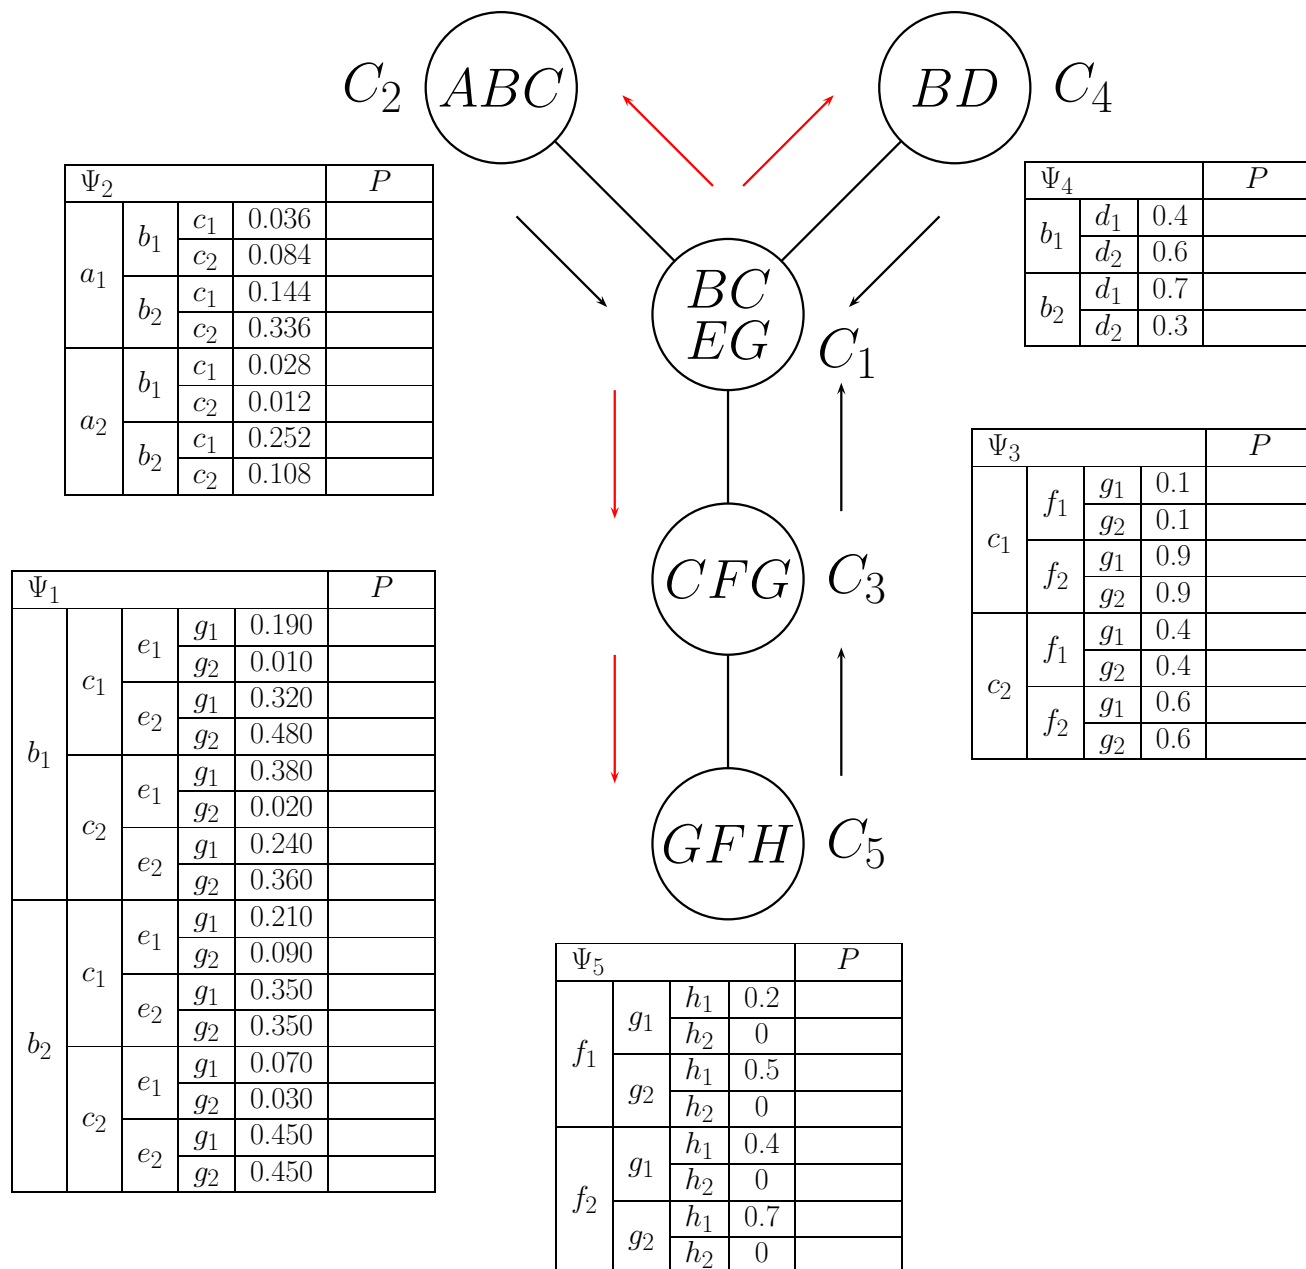 C₂ ABC BD C₄
Ψ₂ P
a₁ b₁ c₁ 0.036
c₂ 0.084
b₂ c₁ 0.144
c₂ 0.336
a₂ b₁ c₁ 0.028
c₂ 0.012
b₂ c₁ 0.252
c₂ 0.108
Ψ₄ P
b₁ d₁ 0.4
d₂ 0.6
b₂ d₁ 0.7
d₂ 0.3
BC
EG
C₁
Ψ₃ P
c₁ f₁ g₁ 0.1
g₂ 0.1
f₂ g₁ 0.9
g₂ 0.9
c₂ f₁ g₁ 0.4
g₂ 0.4
f₂ g₁ 0.6
g₂ 0.6
CFG C₃
Ψ₁ P
b₁ c₁ e₁ g₁ 0.190
g₂ 0.010
e₂ g₁ 0.320
g₂ 0.480
c₂ e₁ g₁ 0.380
g₂ 0.020
e₂ g₁ 0.240
g₂ 0.360
b₂ c₁ e₁ g₁ 0.210
g₂ 0.090
e₂ g₁ 0.350
g₂ 0.350
c₂ e₁ g₁ 0.070
g₂ 0.030
e₂ g₁ 0.450
g₂ 0.450
GFH C₅
Ψ₅ P
f₁ g₁ h₁ 0.2
h₂ 0
g₂ h₁ 0.5
h₂ 0
f₂ g₁ h₁ 0.4
h₂ 0
g₂ h₁ 0.7
h₂ 0